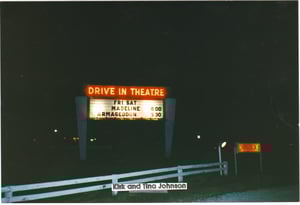 DRIVE IN THEATRE
FRI SAT
MADELINE
ARMAGEDDON
Kirk and Tina Johnson